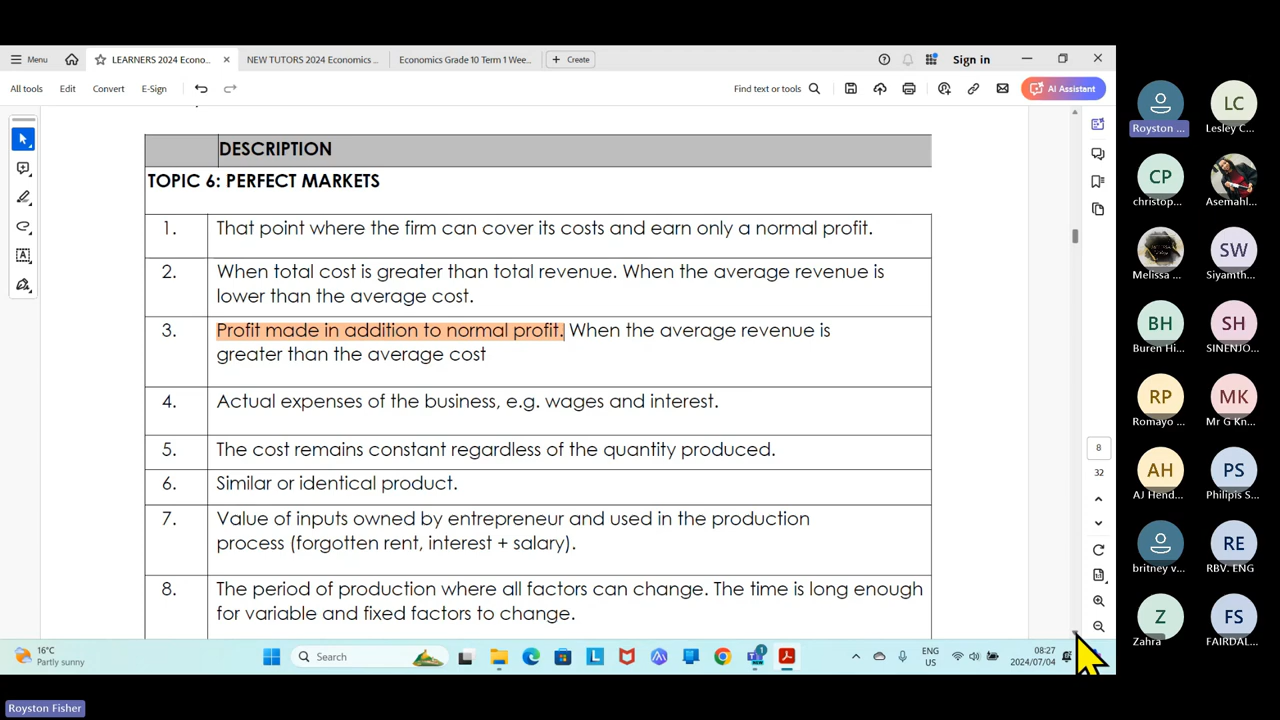 Menu
LEARNERS 2024 Econo...
NEW TUTORS 2024 Economics ...
Economics Grade 10 Term 1 Wee...
+ Create
Sign in
All tools
Edit
Convert
E-Sign
Find text or tools
AI Assistant
DESCRIPTION
TOPIC 6: PERFECT MARKETS
1. That point where the firm can cover its costs and earn only a normal profit.
2. When total cost is greater than total revenue. When the average revenue is
lower than the average cost.
3. Profit made in addition to normal profit. When the average revenue is
greater than the average cost
4. Actual expenses of the business, e.g. wages and interest.
5. The cost remains constant regardless of the quantity produced.
6. Similar or identical product.
7. Value of inputs owned by entrepreneur and used in the production
process (forgotten rent, interest + salary).
8. The period of production where all factors can change. The time is long enough
for variable and fixed factors to change.
8
32
16°C
Partly sunny
Search
ENG
US
08:27
2024/07/04
Royston ...
LC
Lesley C...
CP
christop...
Asemahl...
Melissa ...
SW
Siyamth...
BH
Buren Hi...
SH
SINENJO...
RP
Romayo ...
MK
Mr G Kn...
AH
AJ Hend...
PS
Philipis S...
britney v...
RE
RBV. ENG
Z
Zahra
FS
FAIRDAL...
Royston Fisher